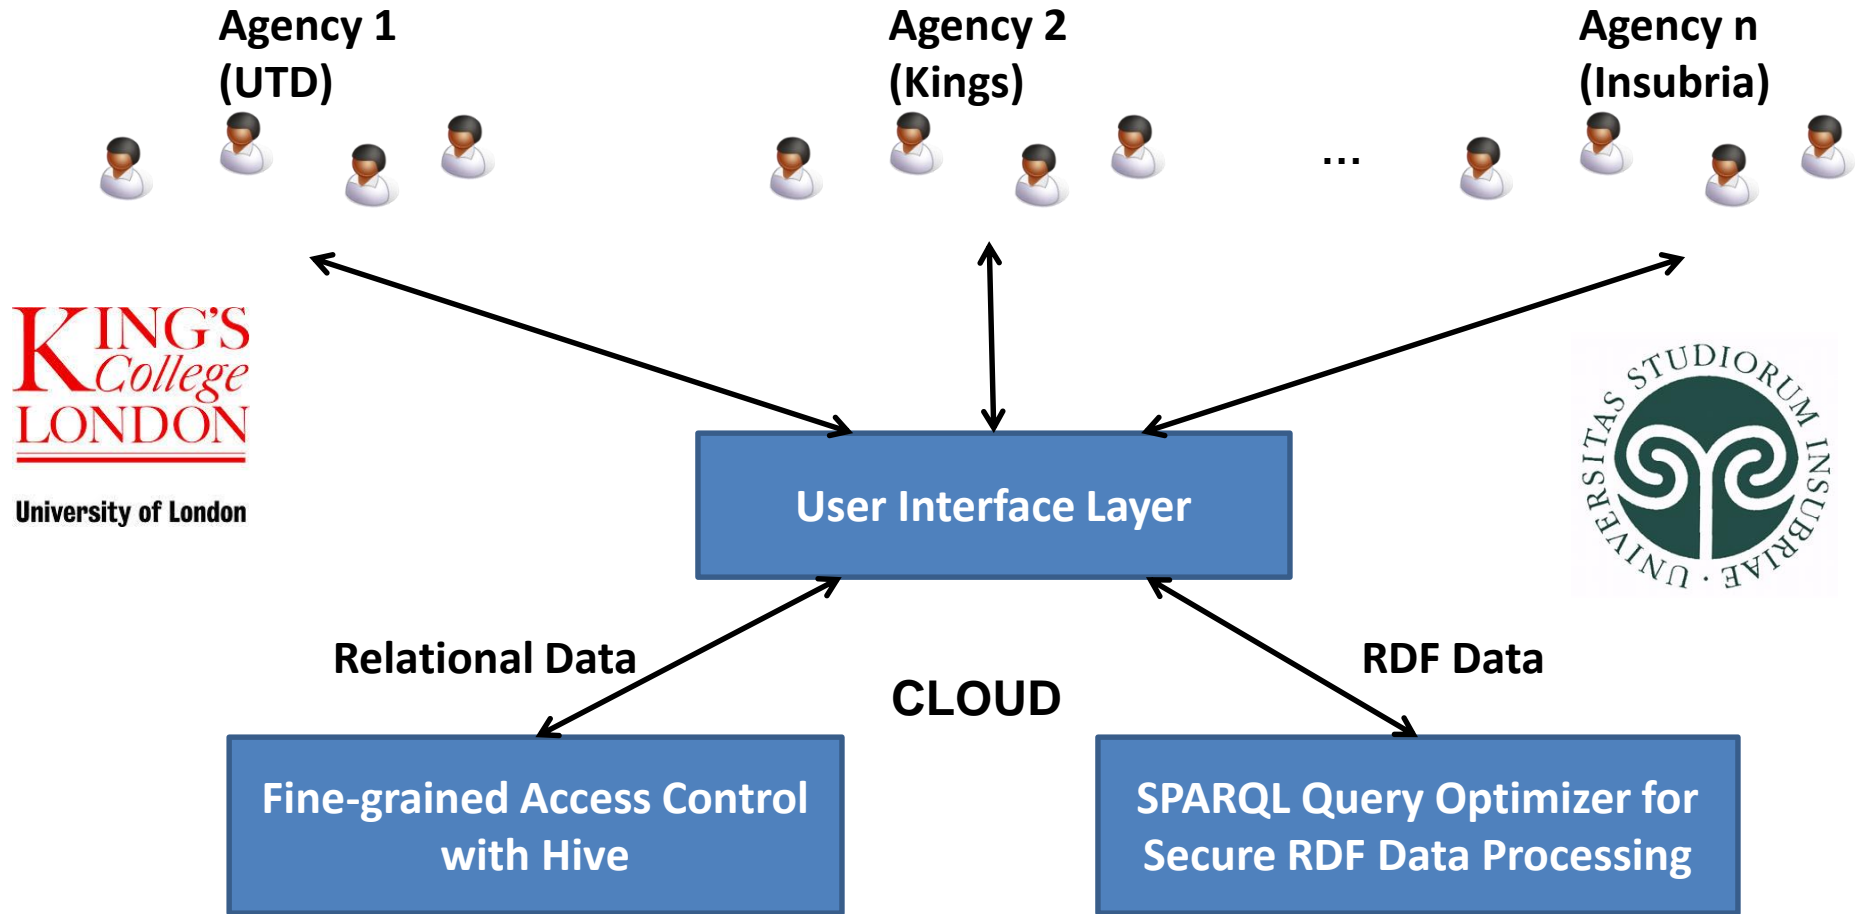 Agency 1
(UTD)
Agency 2
(Kings)
Agency n
(Insubria)
...
KING'S
College
LONDON
University of London
UNIVERSITAS STUDIORUM INSUBRIAE
User Interface Layer
Relational Data
RDF Data
CLOUD
Fine-grained Access Control
with Hive
SPARQL Query Optimizer for
Secure RDF Data Processing